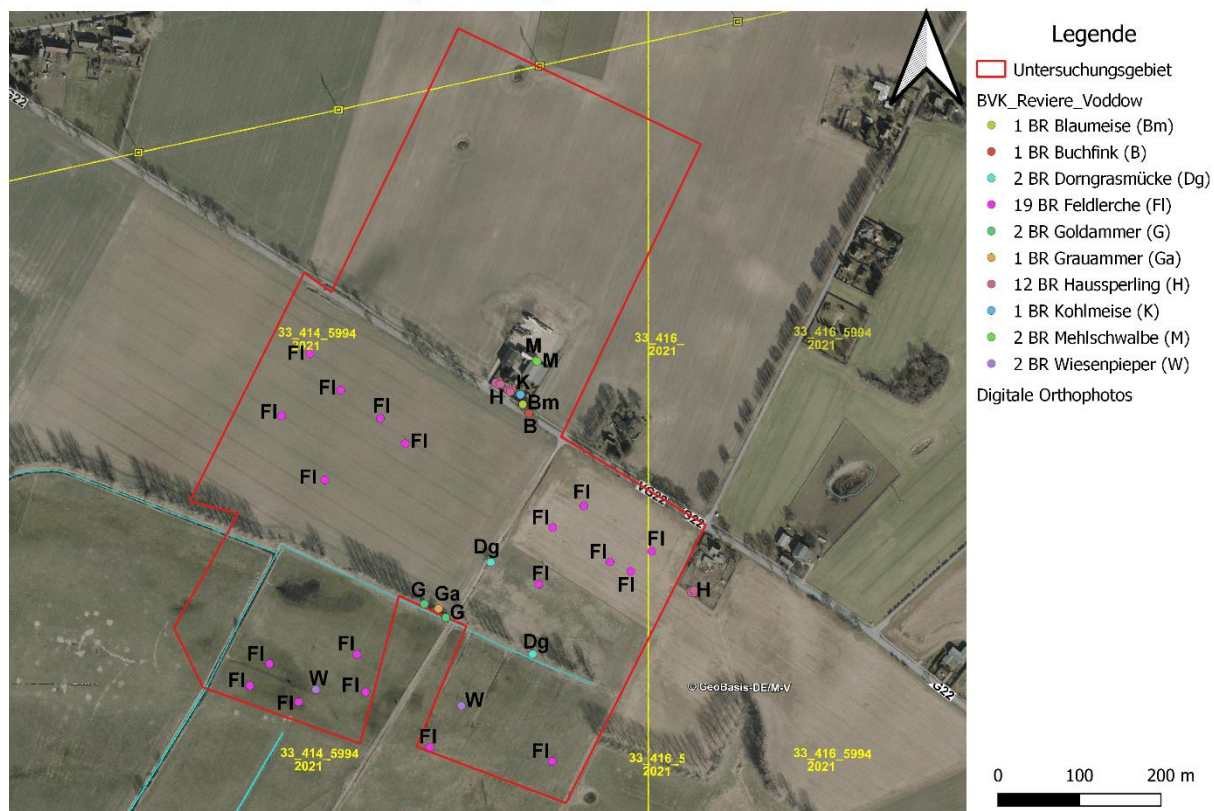 Legende
Untersuchungsgebiet
BVK_Reviere_Voddow
1 BR Blaumeise (Bm)
1 BR Buchfink (B)
2 BR Dorngrasmücke (Dg)
19 BR Feldlerche (Fl)
2 BR Goldammer (G)
1 BR Grauammer (Ga)
12 BR Haussperling (H)
1 BR Kohlmeise (K)
2 BR Mehlschwalbe (M)
2 BR Wiesenpieper (W)
Digitale Orthophotos
0 100 200 m
G22
33_414_5994
2021
33_416_
2021
33_416_5994
2021
M
M
Fl
K
H
Bm
B
Fl
Fl
Fl
Fl
VG22
G22
Fl
Fl
Fl
Fl
Dg
Fl
Fl
H
G
Ga
G
Dg
Fl
Fl
W
Fl
Fl
W
© GeoBasis-DE/M-V
G22
Fl
Fl
33_414_5994
2021
33_416_5
2021
33_416_5994
2021